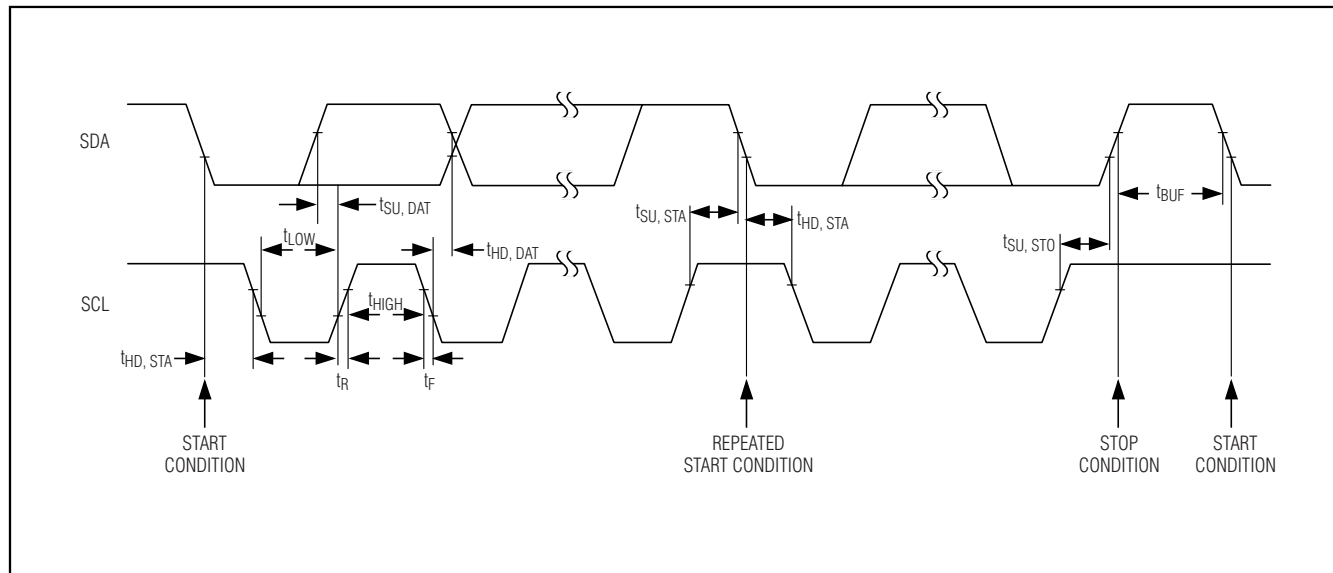 SDA
tSU, DAT
tLOW
tHD, DAT
tSU, STA
tHD, STA
tBUF
tSU, STO
SCL
tHIGH
tHD, STA
tR
tF
START
CONDITION
REPEATED
START CONDITION
STOP
CONDITION
START
CONDITION